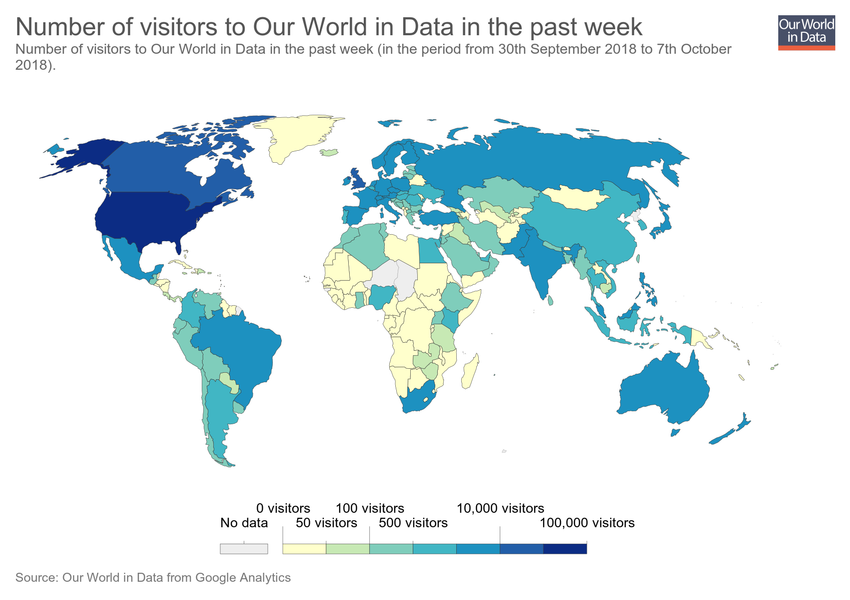 Number of visitors to Our World in Data in the past week
Our World
in Data
Number of visitors to Our World in Data in the past week (in the period from 30th September 2018 to 7th October
2018).
0 visitors 100 visitors 10,000 visitors
No data 50 visitors 500 visitors 100,000 visitors
Source: Our World in Data from Google Analytics